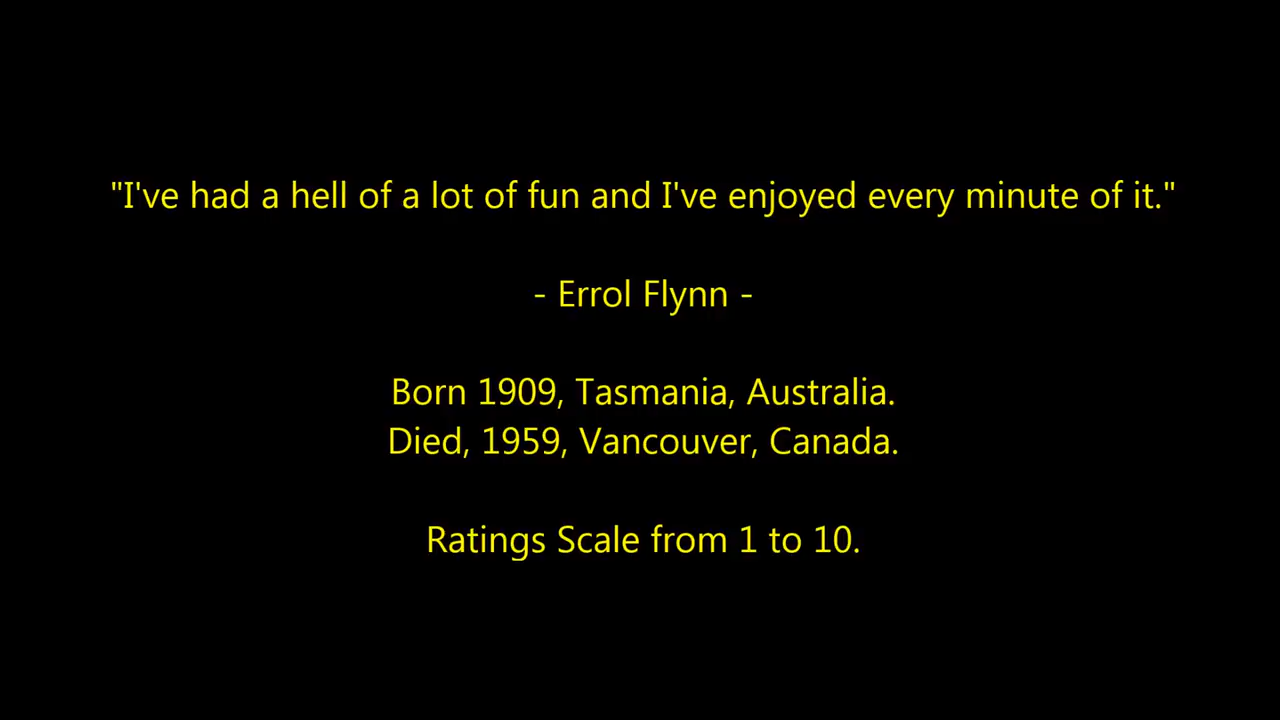 "I've had a hell of a lot of fun and I've enjoyed every minute of it."
- Errol Flynn -
Born 1909, Tasmania, Australia.
Died, 1959, Vancouver, Canada.
Ratings Scale from 1 to 10.